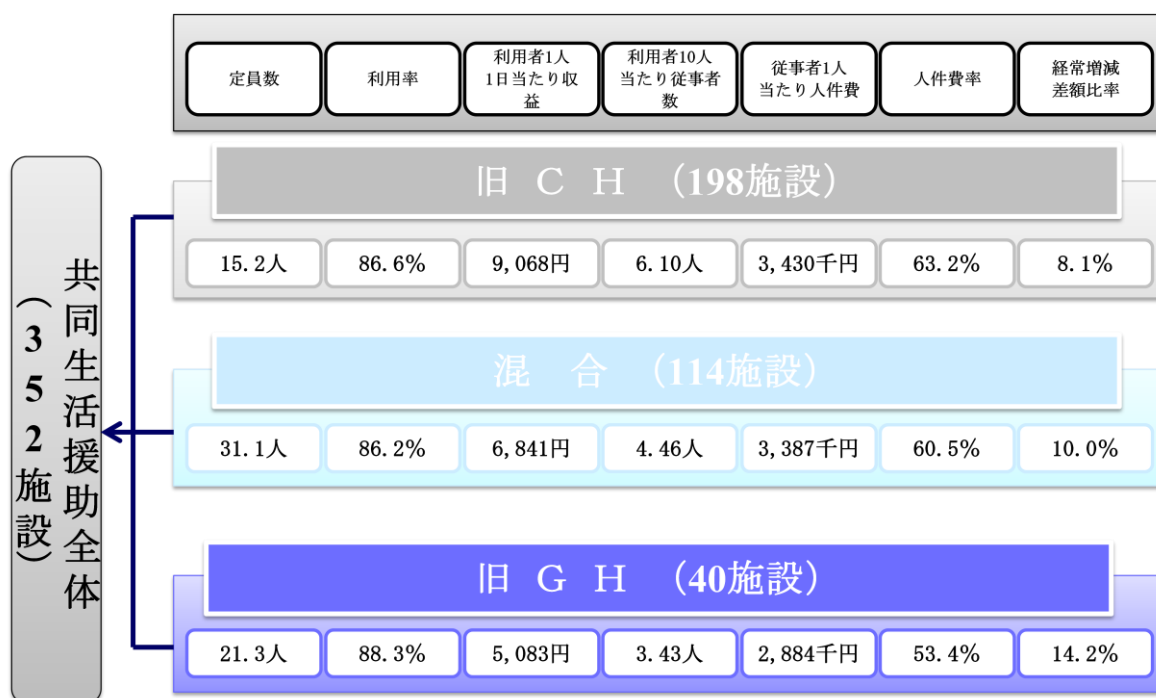 定員数
利用率
利用者1人
1日当たり収
益
利用者10人
当たり従事者
数
従事者1人
当たり人件費
人件費率
経常増減
差額比率
共同生活援助全体
（352施設）
旧 C H （198施設）
15.2人
86.6%
9,068円
6.10人
3,430千円
63.2%
8.1%
混 合 （114施設）
31.1人
86.2%
6,841円
4.46人
3,387千円
60.5%
10.0%
旧 G H （40施設）
21.3人
88.3%
5,083円
3.43人
2,884千円
53.4%
14.2%